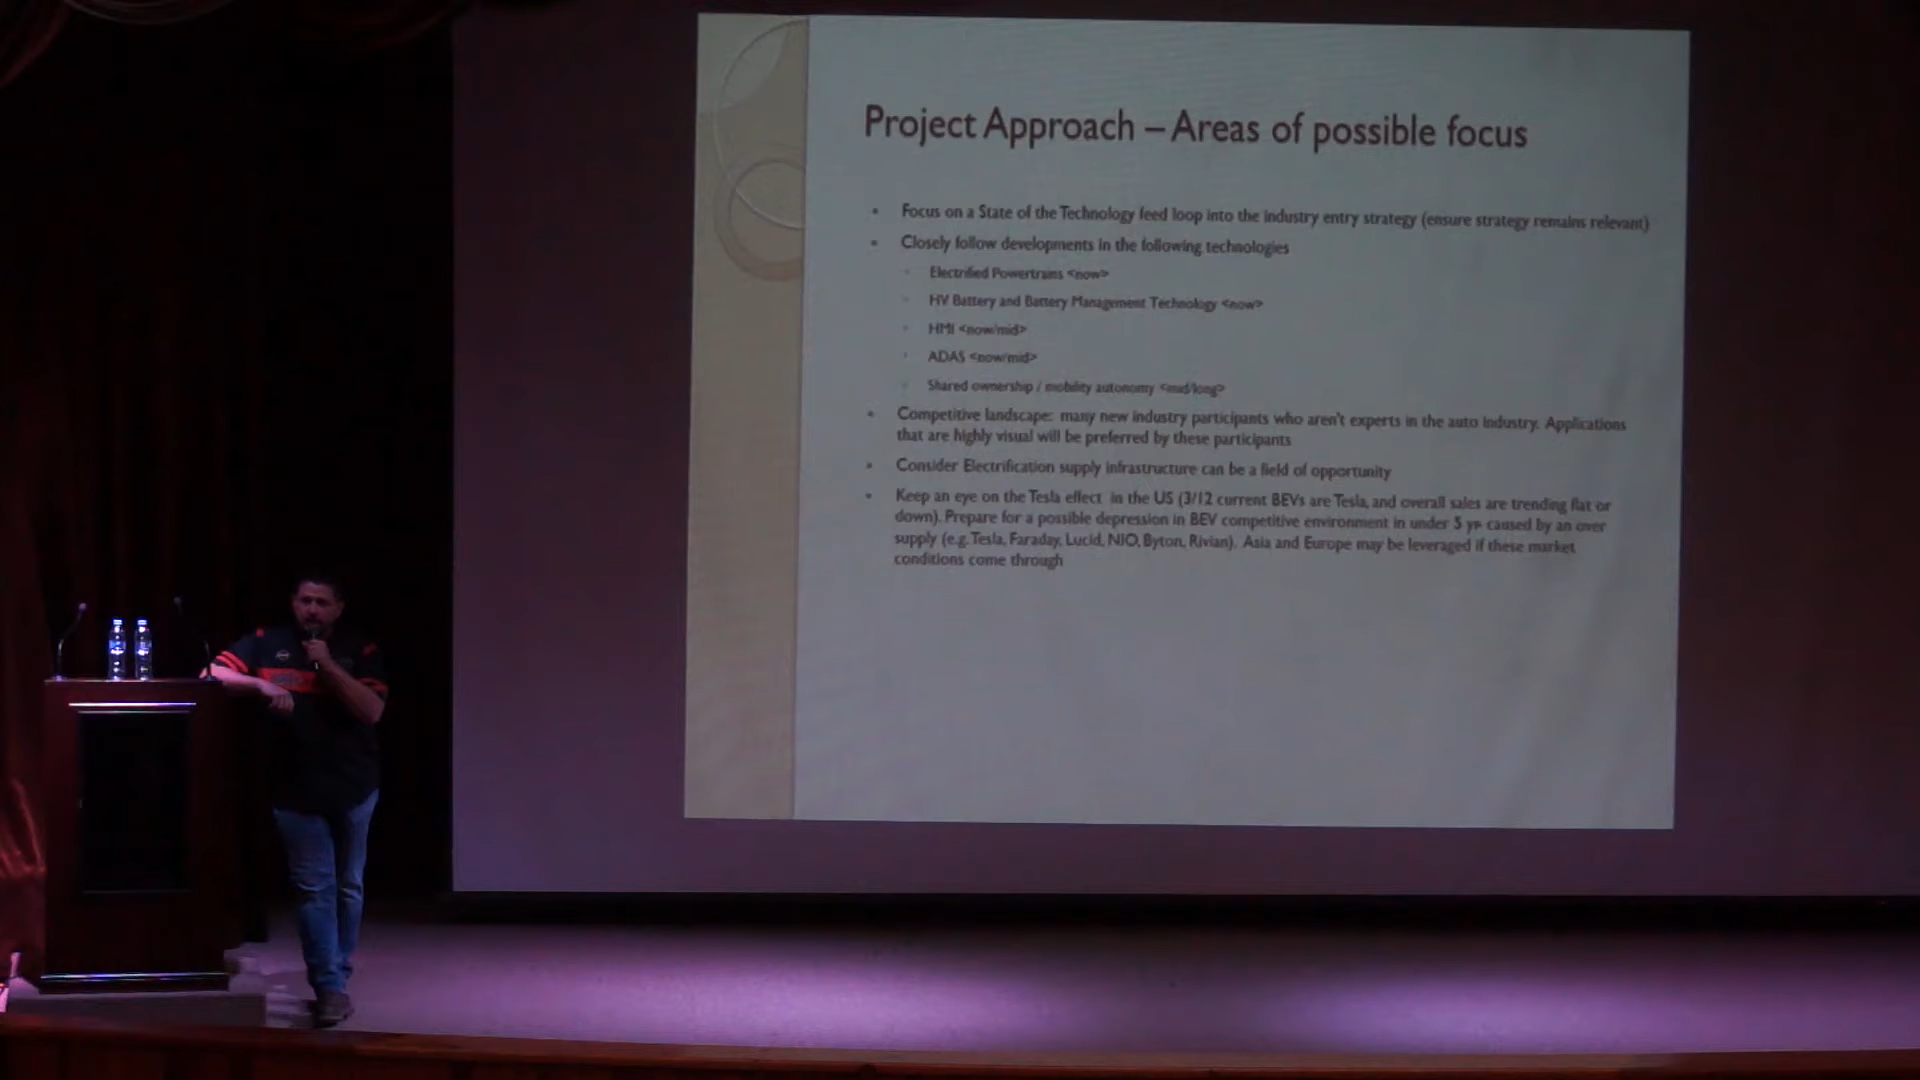 Project Approach – Areas of possible focus
Focus on a State of the Technology feed loop into the industry entry strategy (ensure strategy remains relevant)
Closely follow developments in the following technologies
Electrified Powertrains <now>
HV Battery and Battery Management Technology <now>
HMI <now/mid>
ADAS <now/mid>
Shared ownership / mobility autonomy <mid/long>
Competitive landscape: many new industry participants who aren't experts in the auto industry. Applications
that are highly visual will be preferred by these participants
Consider Electrification supply infrastructure can be a field of opportunity
Keep an eye on the Tesla effect in the US (3/12 current BEVs are Tesla, and overall sales are trending flat or
down). Prepare for a possible depression in BEV competitive environment in under 5 yr. caused by an over
supply (e.g. Tesla, Faraday, Lucid, NIO, Byton, Rivian). Asia and Europe may be leveraged if these market
conditions come through